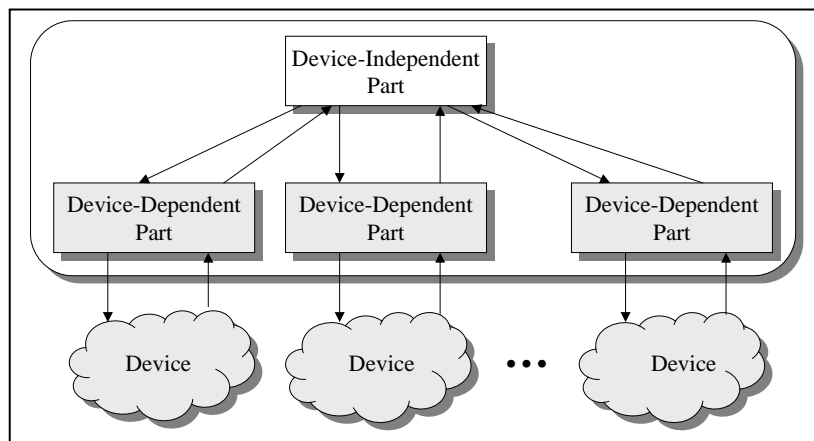 Device-Independent
Part
Device-Dependent
Part
Device-Dependent
Part
Device-Dependent
Part
Device
Device
•••
Device